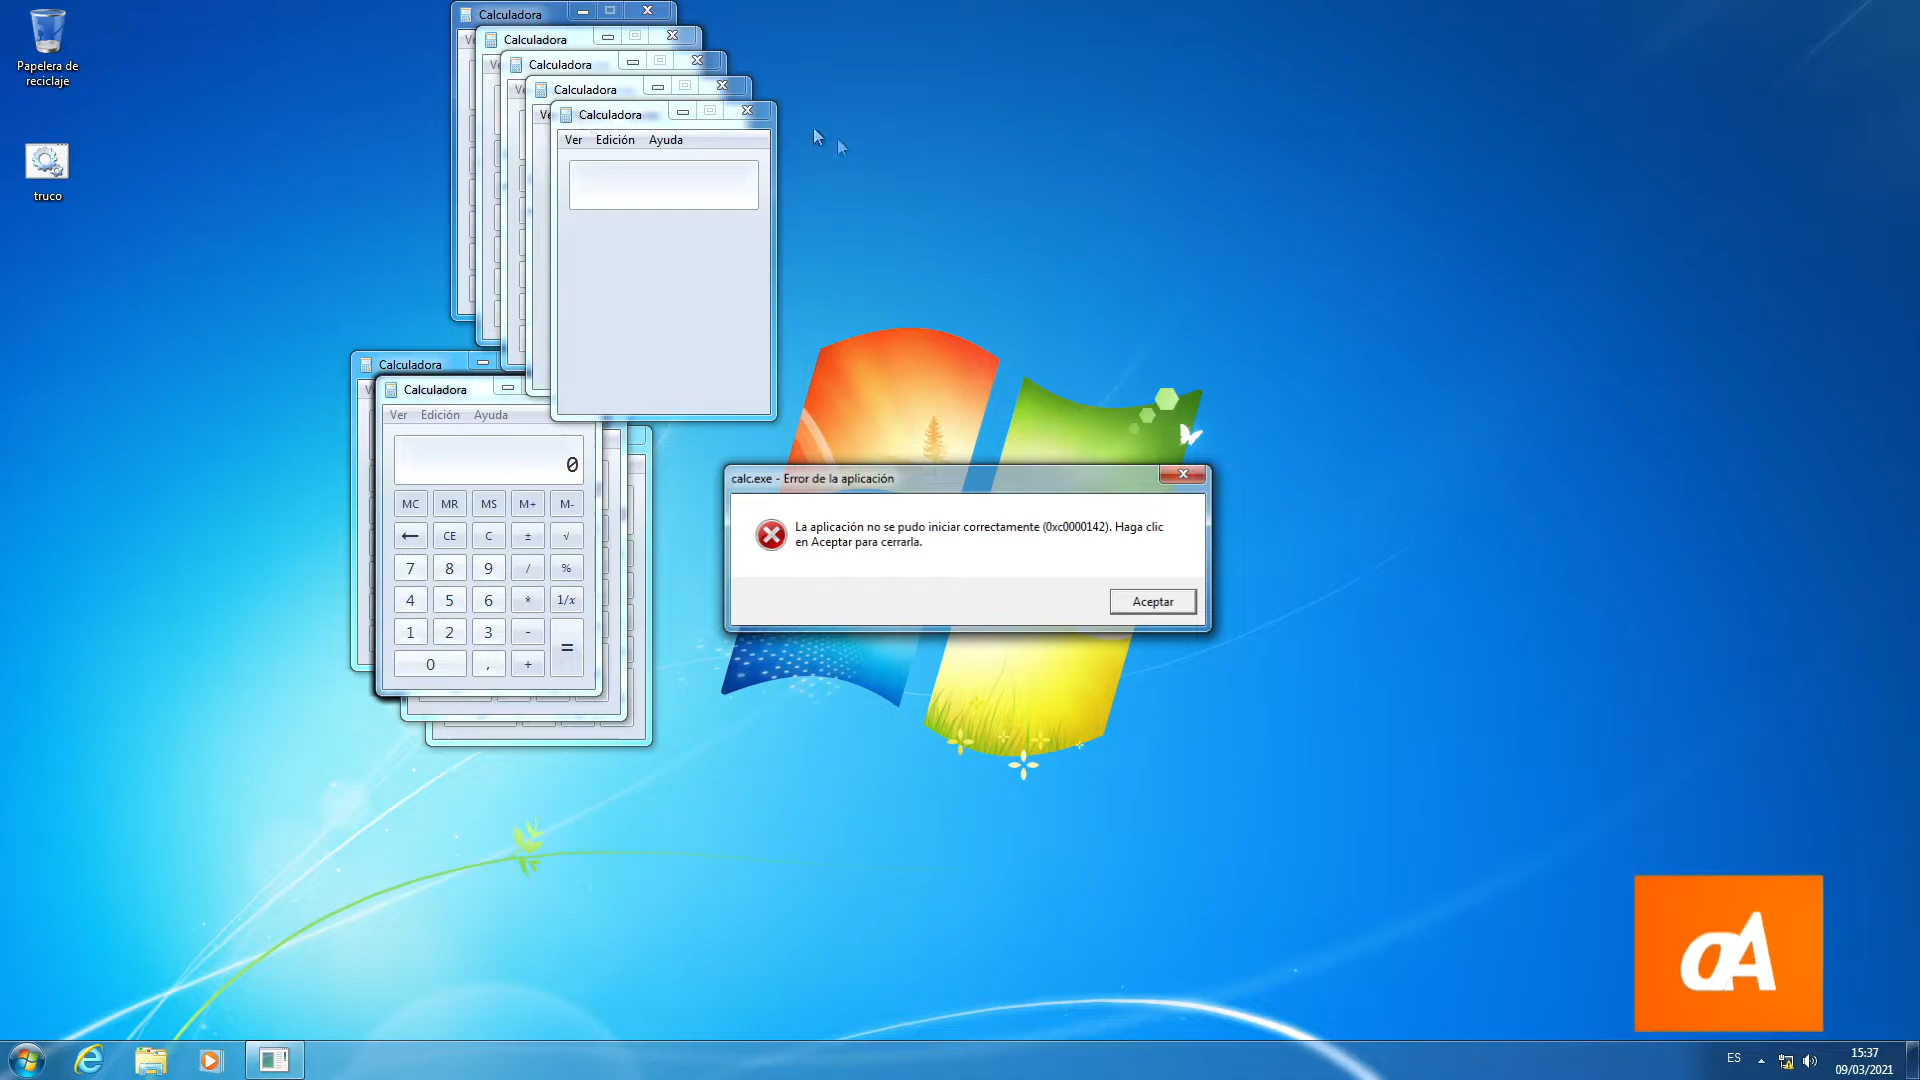 Papelera de
reciclaje
truco
Calculadora
Calculadora
Calculadora
Calculadora
Calculadora
Ver Edición Ayuda
Calculadora
Calculadora
Ver Edición Ayuda
0
MC MR MS M+ M-
← CE C ± √
7 8 9 / %
4 5 6 * 1/x
1 2 3 - =
0 , +
calc.exe - Error de la aplicación
La aplicación no se pudo iniciar correctamente (0xc0000142). Haga clic
en Aceptar para cerrarla.
Aceptar
aA
ES
15:37
09/03/2021